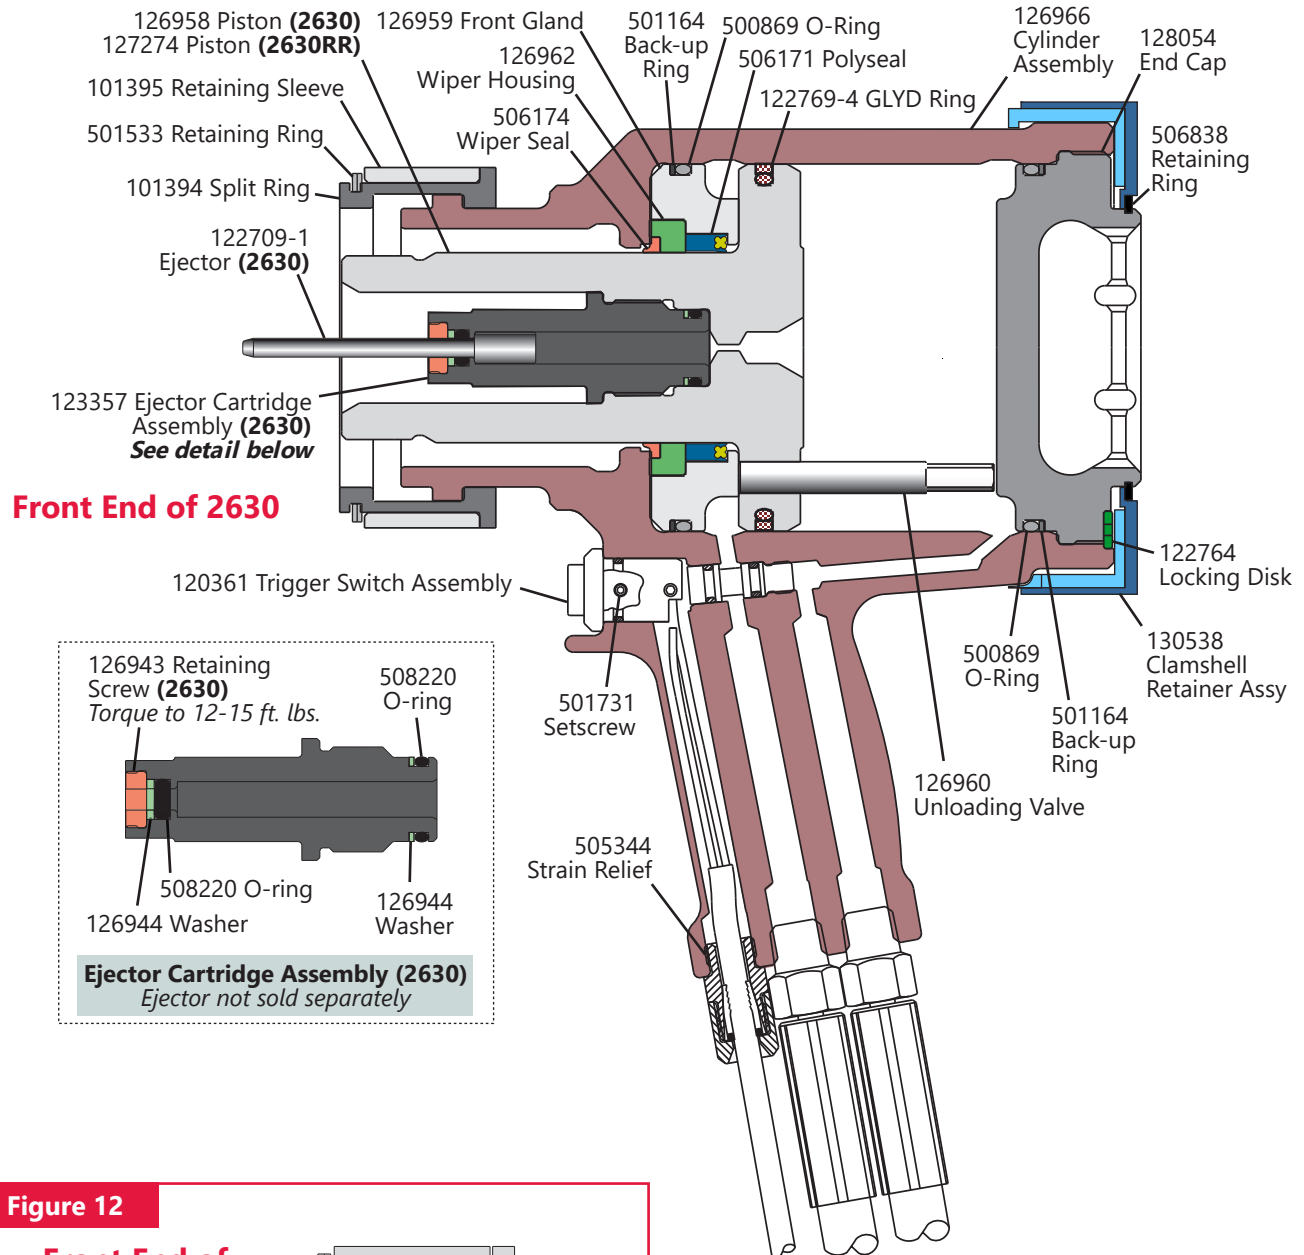 126958 Piston (2630)
127274 Piston (2630RR)
101395 Retaining Sleeve
501533 Retaining Ring
101394 Split Ring
122709-1
Ejector (2630)
123357 Ejector Cartridge
Assembly (2630)
See detail below
Front End of 2630
126959 Front Gland
126962
Wiper Housing
506174
Wiper Seal
501164
Back-up
Ring
500869 O-Ring
506171 Polyseal
122769-4 GLYD Ring
126966
Cylinder
Assembly
128054
End Cap
506838
Retaining
Ring
120361 Trigger Switch Assembly
501731
Setscrew
505344
Strain Relief
126960
Unloading Valve
500869
O-Ring
501164
Back-up
Ring
122764
Locking Disk
130538
Clamshell
Retainer Assy
126943 Retaining
Screw (2630)
Torque to 12-15 ft. lbs.
508220
O-ring
508220 O-ring
126944 Washer
126944
Washer
Ejector Cartridge Assembly (2630)
Ejector not sold separately
Figure 12
Front End of